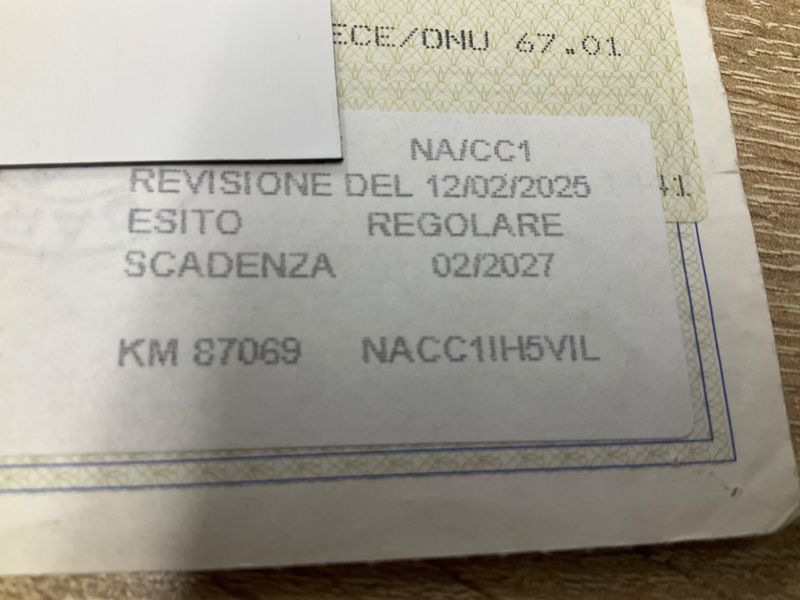 ECE/ONU 67.01
NA/CC1
REVISIONE DEL 12/02/2025
41
ESITO REGOLARE
SCADENZA 02/2027
KM 87069 NACC1IH5VIL